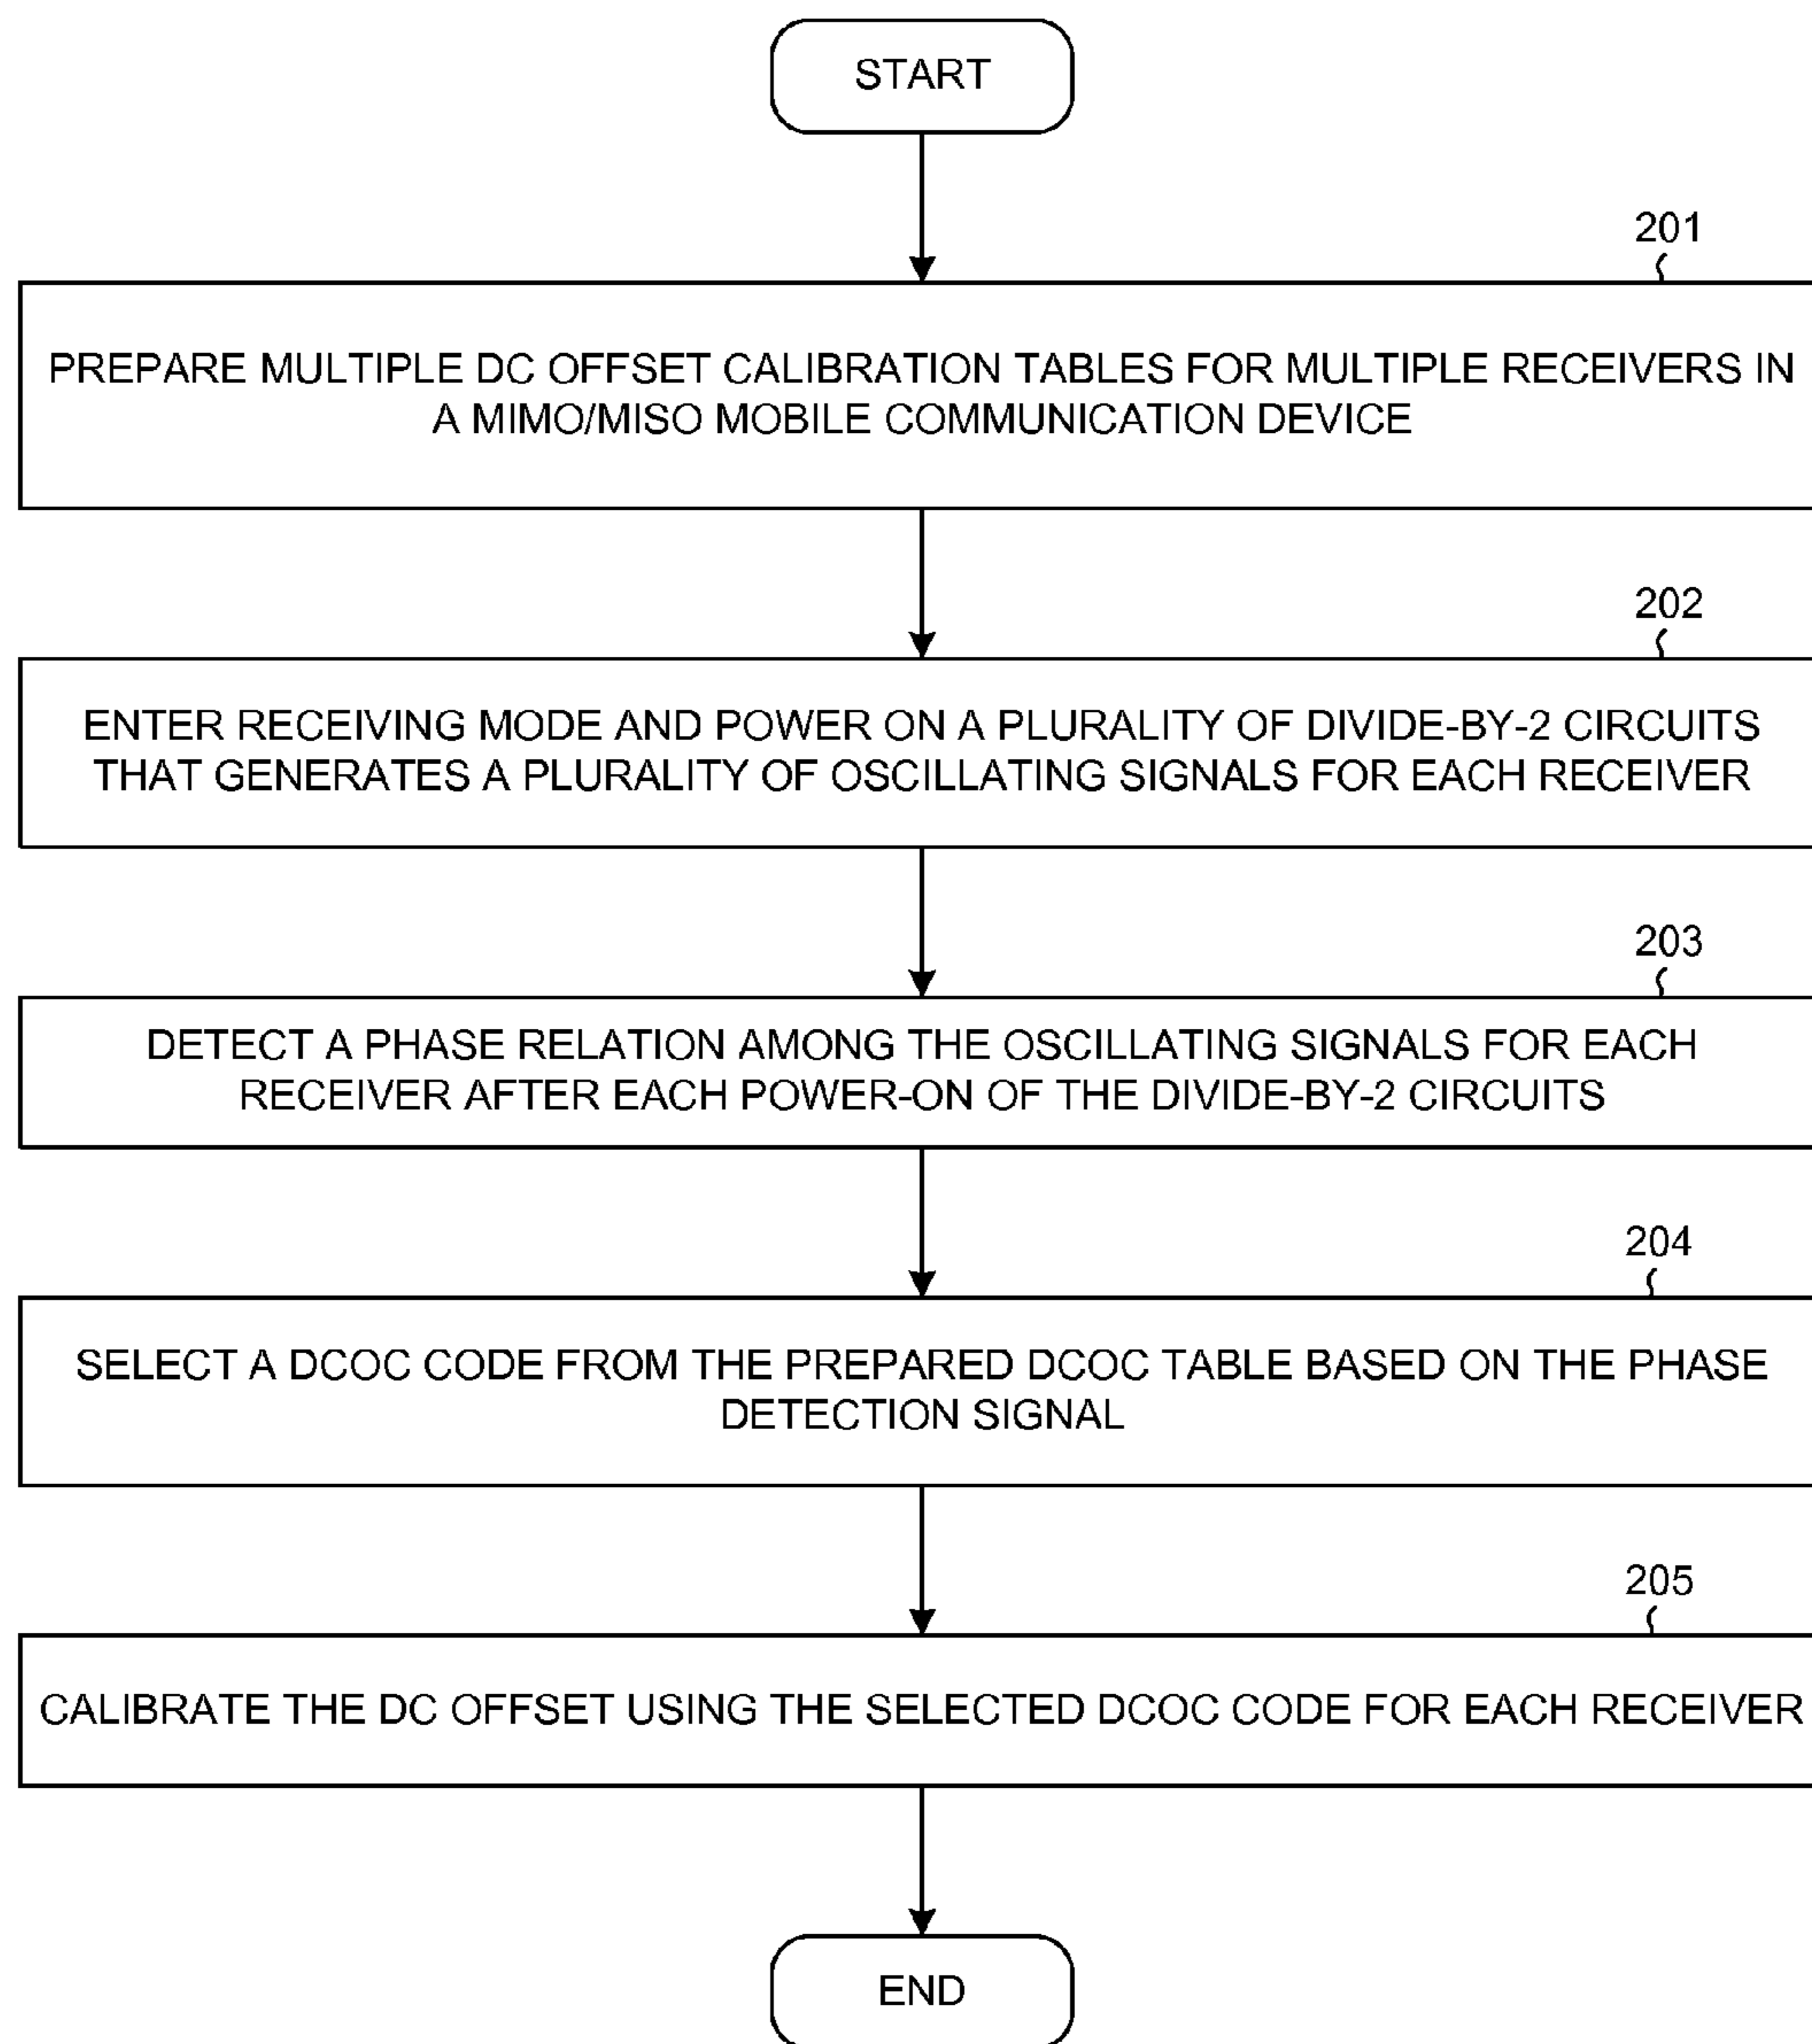 START
201
PREPARE MULTIPLE DC OFFSET CALIBRATION TABLES FOR MULTIPLE RECEIVERS IN
A MIMO/MISO MOBILE COMMUNICATION DEVICE
202
ENTER RECEIVING MODE AND POWER ON A PLURALITY OF DIVIDE-BY-2 CIRCUITS
THAT GENERATES A PLURALITY OF OSCILLATING SIGNALS FOR EACH RECEIVER
203
DETECT A PHASE RELATION AMONG THE OSCILLATING SIGNALS FOR EACH
RECEIVER AFTER EACH POWER-ON OF THE DIVIDE-BY-2 CIRCUITS
204
SELECT A DCOC CODE FROM THE PREPARED DCOC TABLE BASED ON THE PHASE
DETECTION SIGNAL
205
CALIBRATE THE DC OFFSET USING THE SELECTED DCOC CODE FOR EACH RECEIVER
END